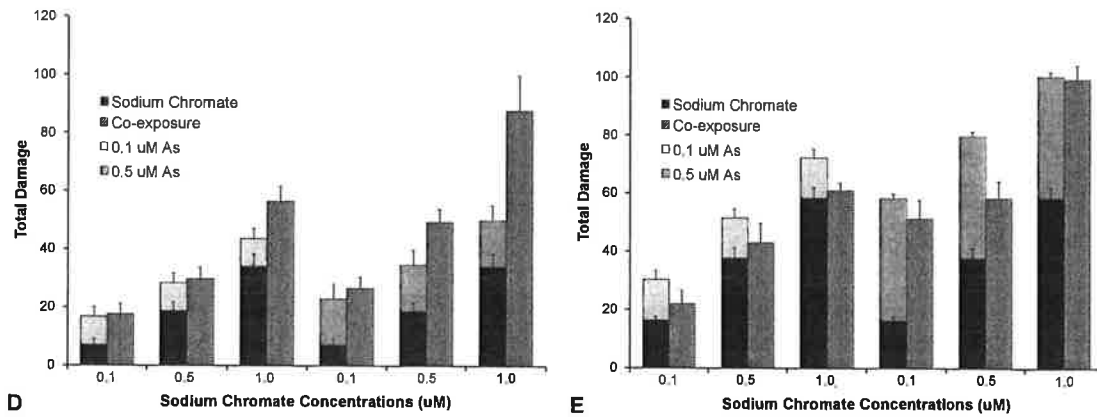 120
100
80
60
40
20
0
Total Damage
Sodium Chromate
Co-exposure
0.1 uM As
0.5 uM As
0.1 0.5 1.0 0.1 0.5 1.0
D Sodium Chromate Concentrations (uM)
120
100
80
60
40
20
0
Total Damage
Sodium Chromate
Co-exposure
0.1 uM As
0.5 uM As
0.1 0.5 1.0 0.1 0.5 1.0
E Sodium Chromate Concentrations (uM)